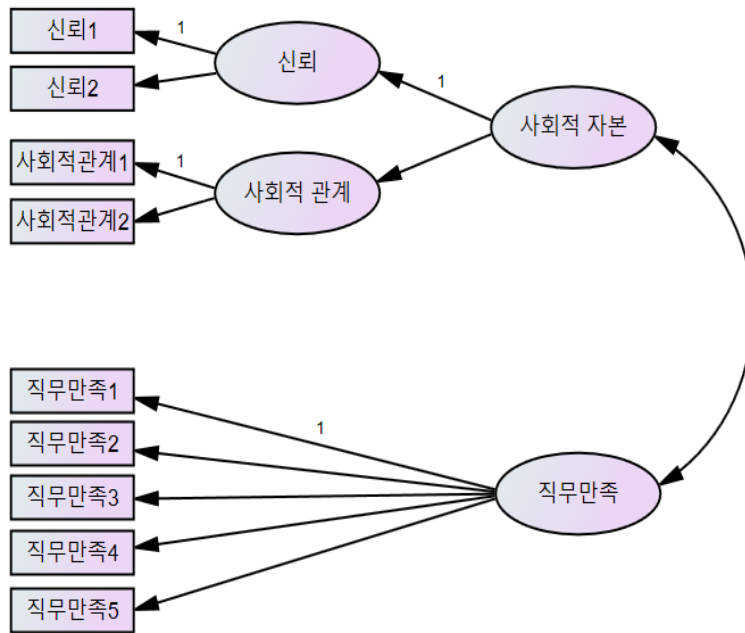 신뢰1
1
신뢰
신뢰2
1
사회적 자본
사회적관계1
1
사회적 관계
사회적관계2
직무만족1
1
직무만족2
직무만족3
직무만족
직무만족4
직무만족5